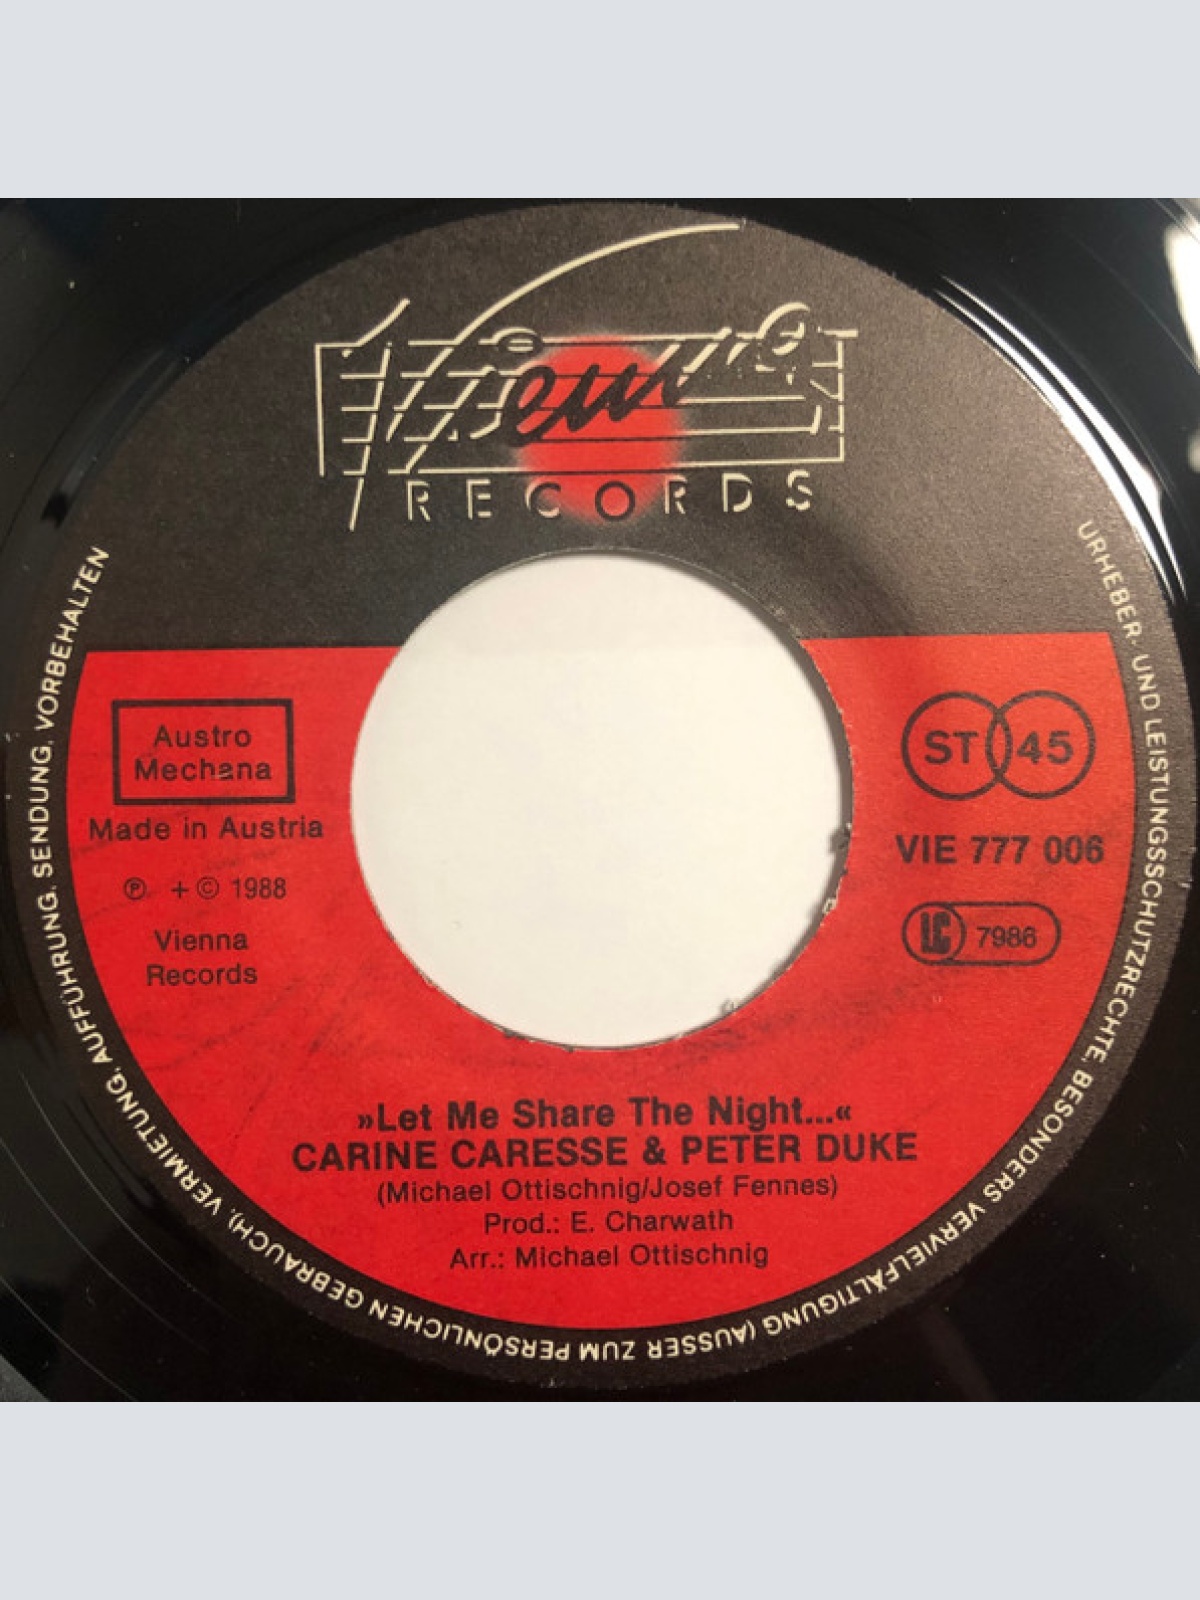 Vienna
RECORDS
Austro
Mechana
Made in Austria
℗ + © 1988
Vienna
Records
ST 45
VIE 777 006
LC 7986
»Let Me Share The Night...«
CARINE CARESSE & PETER DUKE
(Michael Ottischnig/Josef Fennes)
Prod.: E. Charwath
Arr.: Michael Ottischnig
URHEBER- UND LEISTUNGSSCHUTZRECHTE, BESONDERS VERVIELFÄLTIGUNG (AUSSER ZUM PERSÖNLICHEN GEBRAUCH), VERMIETUNG, AUFFÜHRUNG, SENDUNG, VORBEHALTEN